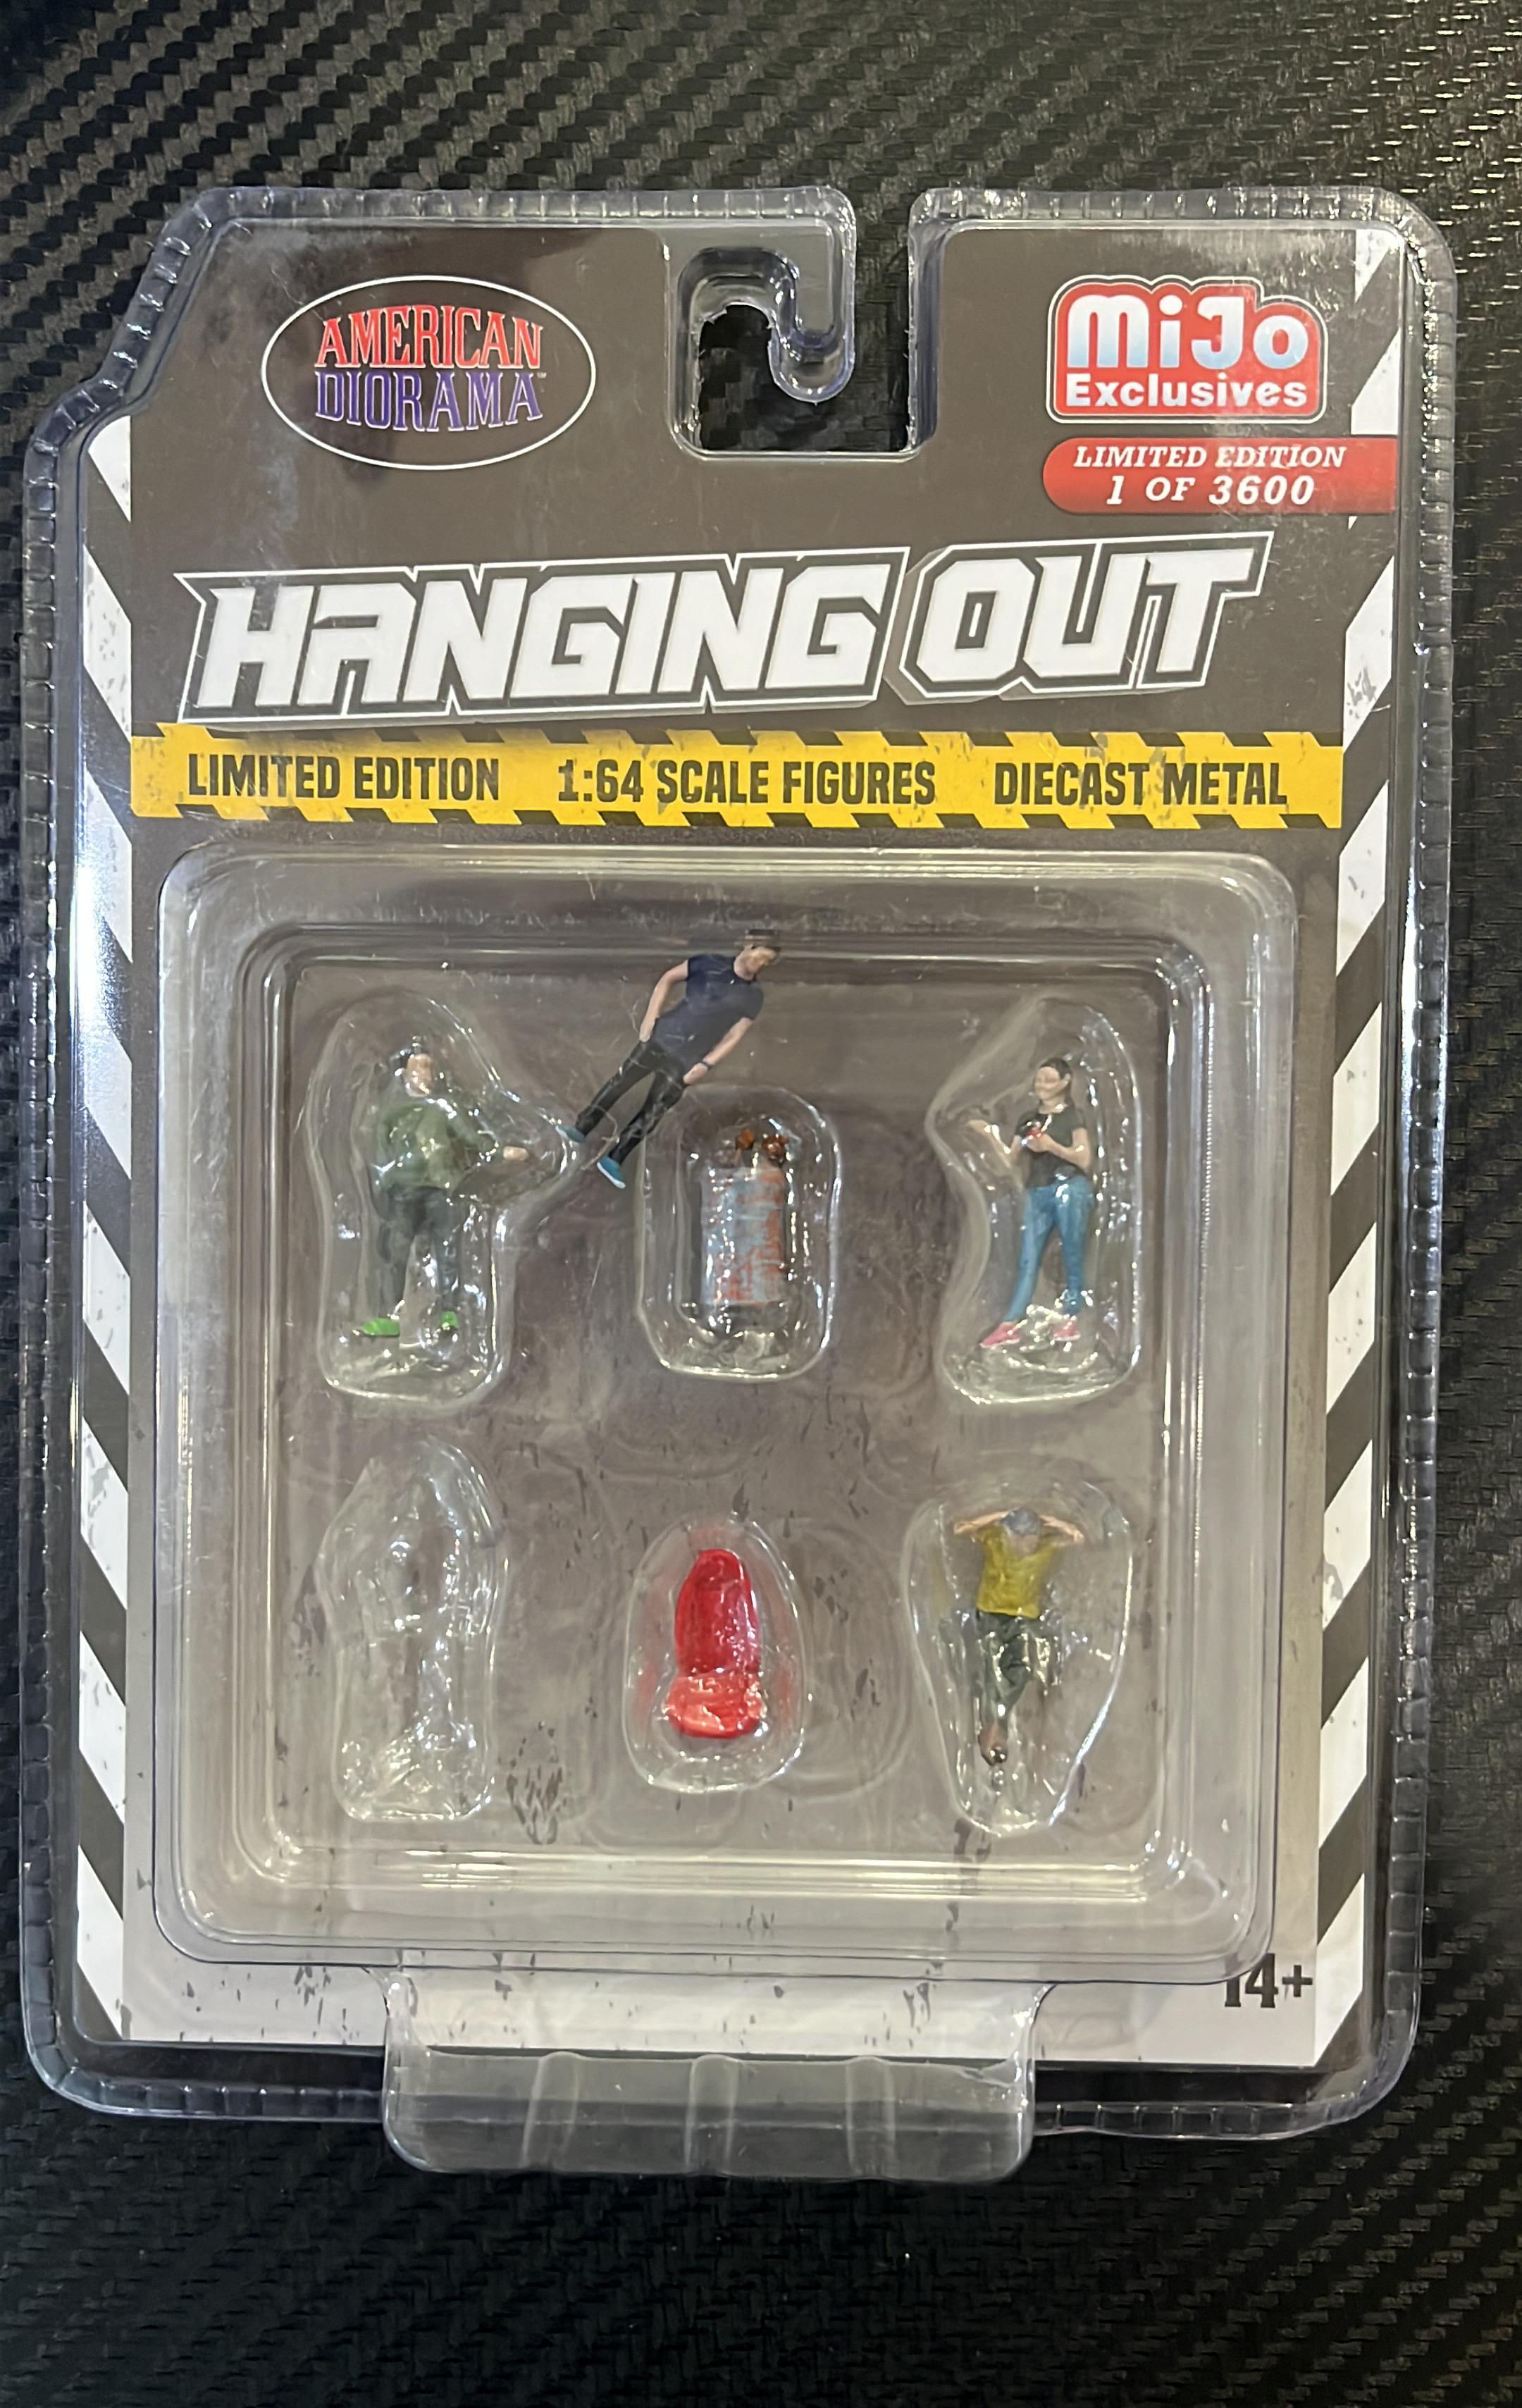 AMERICAN
DIORAMA™
MiJo
Exclusives
LIMITED EDITION
1 OF 3600
HANGING OUT
LIMITED EDITION 1:64 SCALE FIGURES DIECAST METAL
14+